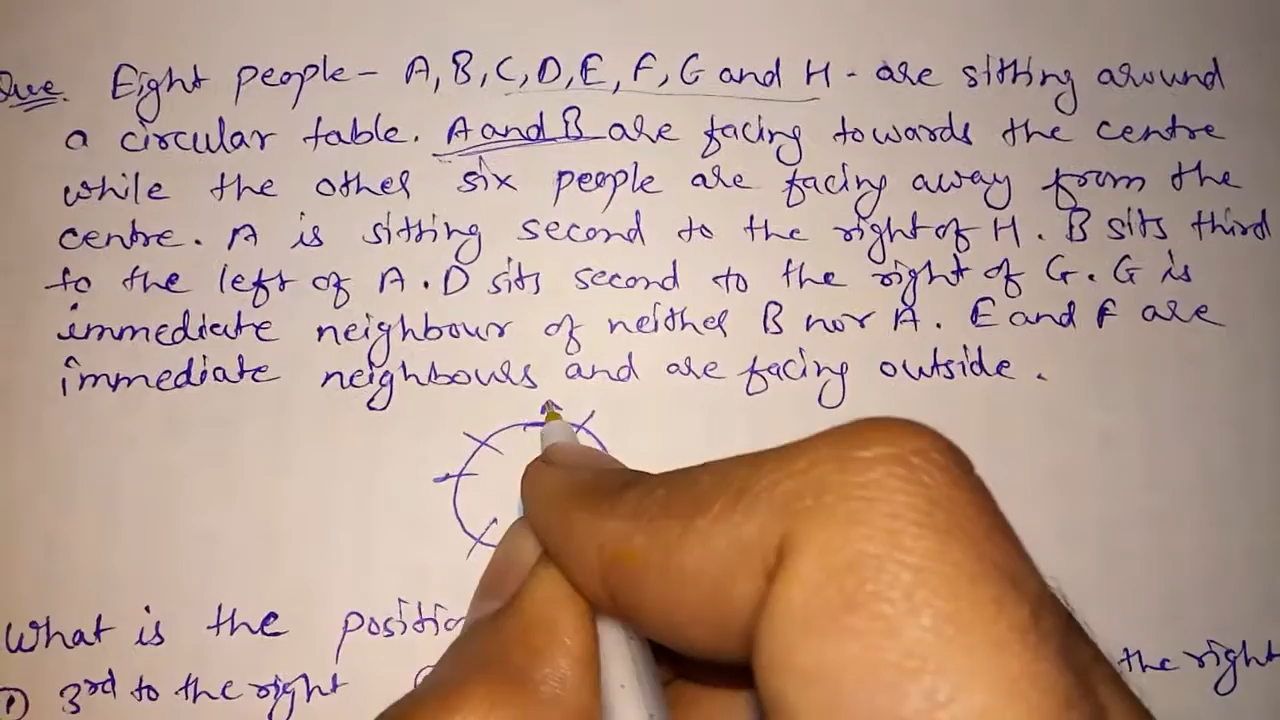 Que. Eight people - A, B, C, D, E, F, G and H - are sitting around
a circular table. A and B are facing towards the centre
while the other six people are facing away from the
centre. A is sitting second to the right of H. B sits third
to the left of A. D sits second to the right of G. G is
immediate neighbour of neither B nor A. E and F are
immediate neighbours and are facing outside.
What is the
the right
1) 3rd to the right